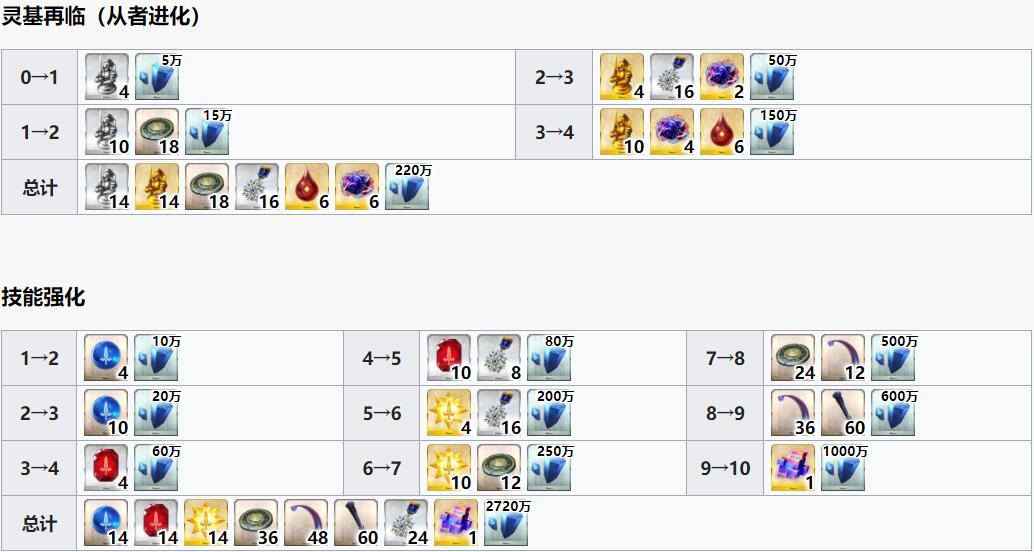 灵基再临（从者进化）
0→1 4 5万 2→3 4 16 2 50万
1→2 10 18 15万 3→4 10 4 6 150万
总计 14 14 18 16 6 6 220万
技能强化
1→2 4 10万 4→5 10 8 80万 7→8 24 12 500万
2→3 10 20万 5→6 4 16 200万 8→9 36 60 600万
3→4 4 60万 6→7 10 12 250万 9→10 1 1000万
总计 14 14 14 36 48 60 24 1 2720万